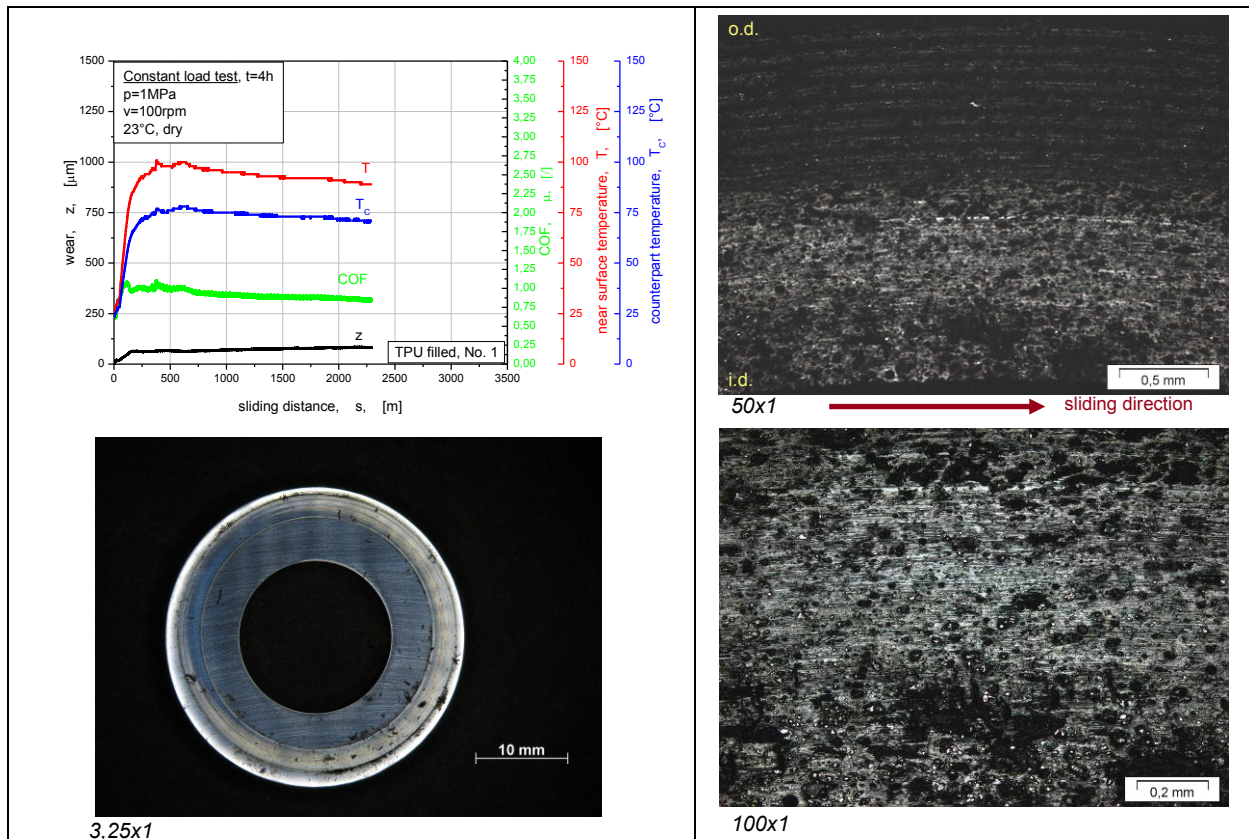 Constant load test, t=4h
p=1MPa
v=100rpm
23°C, dry
1500
1250
1000
750
500
250
0
wear, z, [µm]
0
500
1000
1500
2000
2500
3000
3500
sliding distance, s, [m]
T
T_c
COF
z
TPU filled, No. 1
4,00
3,75
3,50
3,25
3,00
2,75
2,50
2,25
2,00
1,75
1,50
1,25
1,00
0,75
0,50
0,25
0,00
COF, µ, [/]
150
125
100
75
50
25
0
near surface temperature, T, [°C]
150
125
100
75
50
25
0
counterpart temperature, T_C, [°C]
10 mm
3,25x1
o.d.
i.d.
0,5 mm
50x1
sliding direction
0,2 mm
100x1